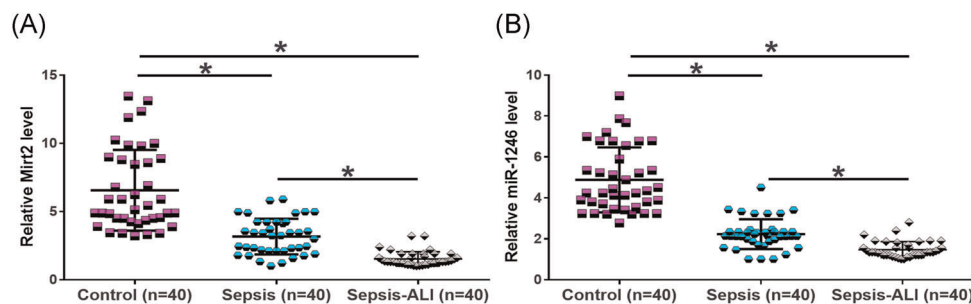 (A)
Relative Mirt2 level
15
10
5
0
*
*
*
Control (n=40) Sepsis (n=40) Sepsis-ALI (n=40)
(B)
Relative miR-1246 level
10
8
6
4
2
0
*
*
*
Control (n=40) Sepsis (n=40) Sepsis-ALI (n=40)